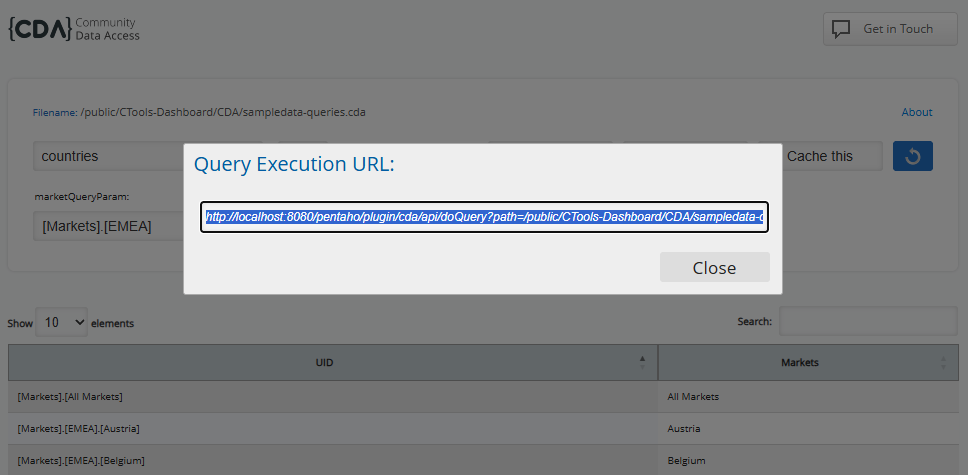 {CDA} Community
Data Access
Get in Touch
Filename: /public/CTools-Dashboard/CDA/sampledata-queries.cda
About
countries
Cache this
marketQueryParam:
[Markets].[EMEA]
Query Execution URL:
http://localhost:8080/pentaho/plugin/cda/api/doQuery?path=/public/CTools-Dashboard/CDA/sampledata-
Close
Show 10 elements
Search:
UID Markets
[Markets].[All Markets] All Markets
[Markets].[EMEA].[Austria] Austria
[Markets].[EMEA].[Belgium] Belgium